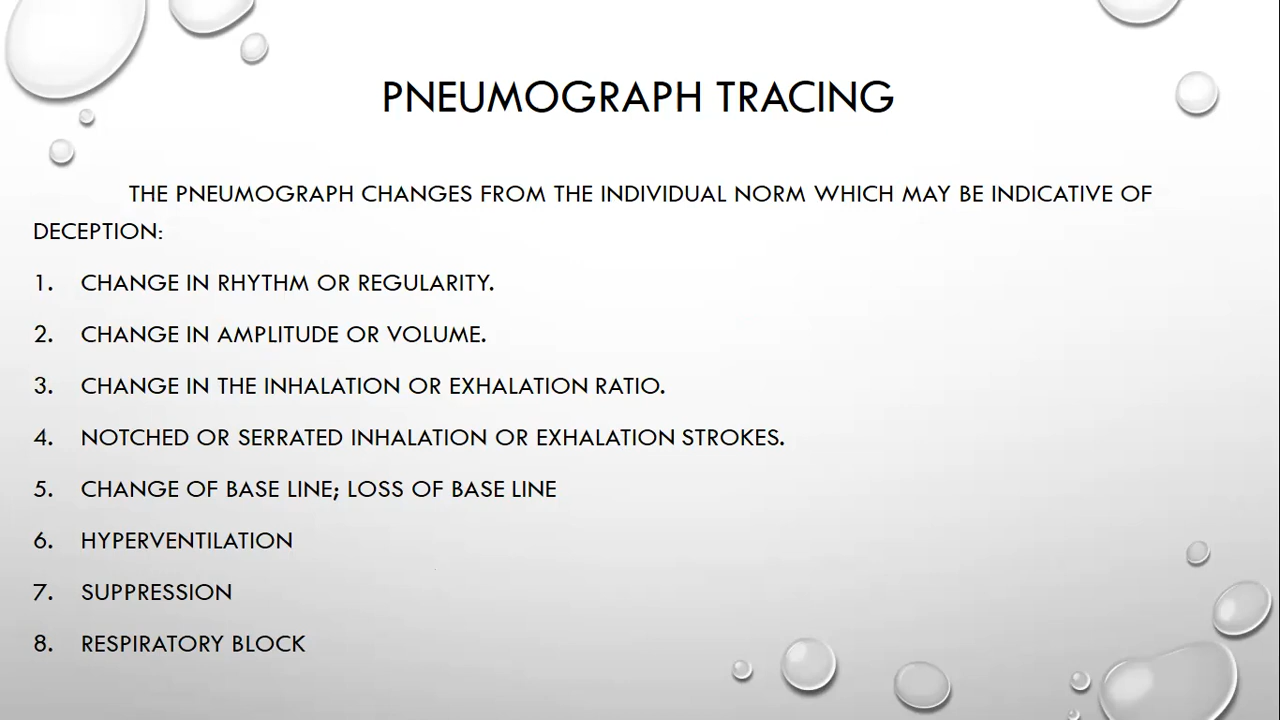 PNEUMOGRAPH TRACING
THE PNEUMOGRAPH CHANGES FROM THE INDIVIDUAL NORM WHICH MAY BE INDICATIVE OF
DECEPTION:
1. CHANGE IN RHYTHM OR REGULARITY.
2. CHANGE IN AMPLITUDE OR VOLUME.
3. CHANGE IN THE INHALATION OR EXHALATION RATIO.
4. NOTCHED OR SERRATED INHALATION OR EXHALATION STROKES.
5. CHANGE OF BASE LINE; LOSS OF BASE LINE
6. HYPERVENTILATION
7. SUPPRESSION
8. RESPIRATORY BLOCK